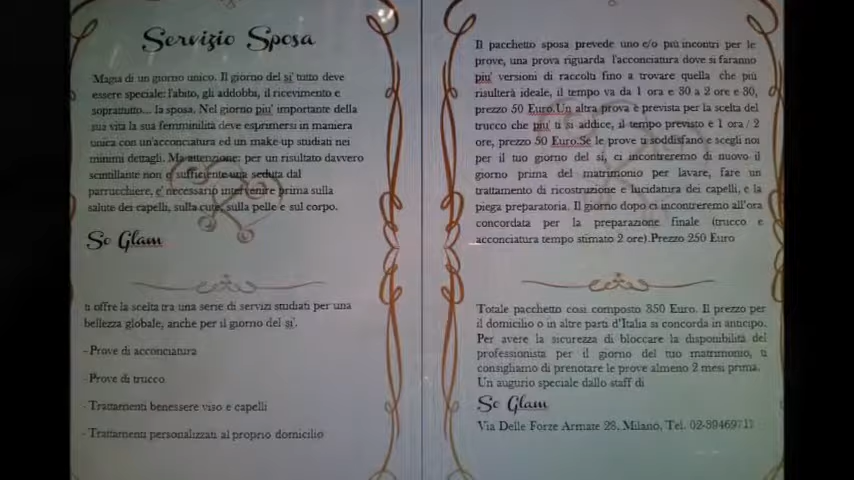 Servizio Sposa
Magia di un giorno unico. Il giorno del si' tutto deve
essere speciale: l'abito, gli addobbi, il ricevimento e
soprattutto.... la sposa. Nel giorno piu' importante della
sua vita la sua femminilità deve esprimersi in maniera
unica con un'acconciatura ed un make-up studiati nei
minimi dettagli. Ma attenzione: per un risultato davvero
scintillante non è sufficiente una seduta dal
parrucchiere, e' necessario intervenire prima sulla
salute dei capelli, sulla cute, sulla pelle e sul corpo.
So Glam
ti offre la scelta tra una serie di servizi studiati per una
bellezza globale, anche per il giorno del si'.
- Prove di acconciatura
- Prove di trucco
- Trattamenti benessere viso e capelli
- Trattamenti personalizzati al proprio domicilio
Il pacchetto sposa prevede uno e/o più incontri per le
prove, una prova riguarda l'acconciatura dove si faranno
piu' versioni di raccolti fino a trovare quella che più
risulterà ideale, il tempo va da 1 ora e 30 a 2 ore e 30,
prezzo 50 Euro.Un altra prova è prevista per la scelta del
trucco che piu' ti si addice, il tempo previsto è 1 ora / 2
ore, prezzo 50 Euro.Se le prove ti soddisfano e scegli noi
per il tuo giorno del si, ci incontreremo di nuovo il
giorno prima del matrimonio per lavare, fare un
trattamento di ricostruzione e lucidatura dei capelli, e la
piega preparatoria. Il giorno dopo ci incontreremo all'ora
concordata per la preparazione finale (trucco e
acconciatura tempo stimato 2 ore).Prezzo 250 Euro
Totale pacchetto così composto 350 Euro. Il prezzo per
il domicilio o in altre parti d'Italia si concorda in anticipo.
Per avere la sicurezza di bloccare la disponibilità del
professionista per il giorno del tuo matrimonio, ti
consigliamo di prenotare le prove almeno 2 mesi prima.
Un augurio speciale dallo staff di
So Glam
Via Delle Forze Armate 28, Milano, Tel.